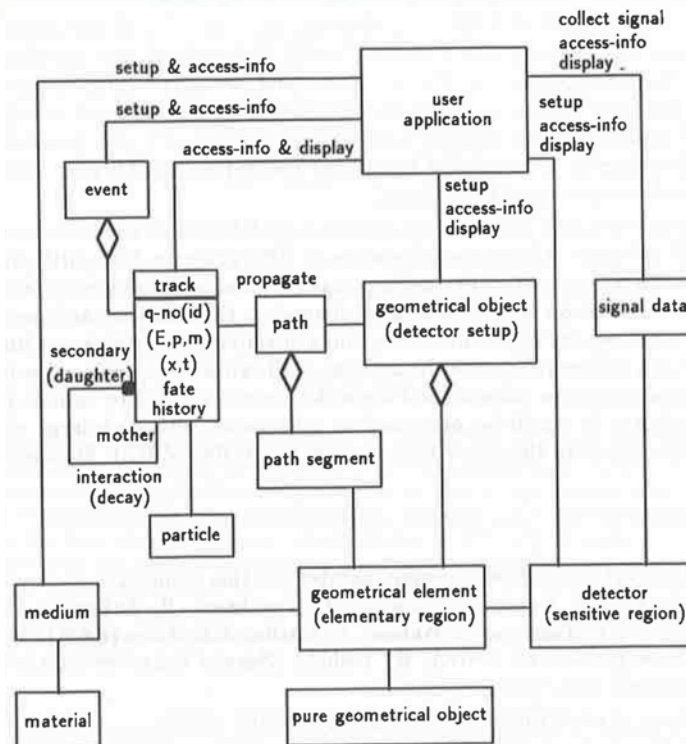 collect signal
access-info
display
setup & access-info
user
application
setup & access-info
setup
access-info
display
access-info & display
event
setup
access-info
display
track
propagate
q-no(id)
(E,p,m)
(x,t)
fate
history
path
geometrical object
(detector setup)
signal data
secondary
(daughter)
mother
interaction
(decay)
path segment
particle
medium
geometrical element
(elementary region)
detector
(sensitive region)
material
pure geometrical object